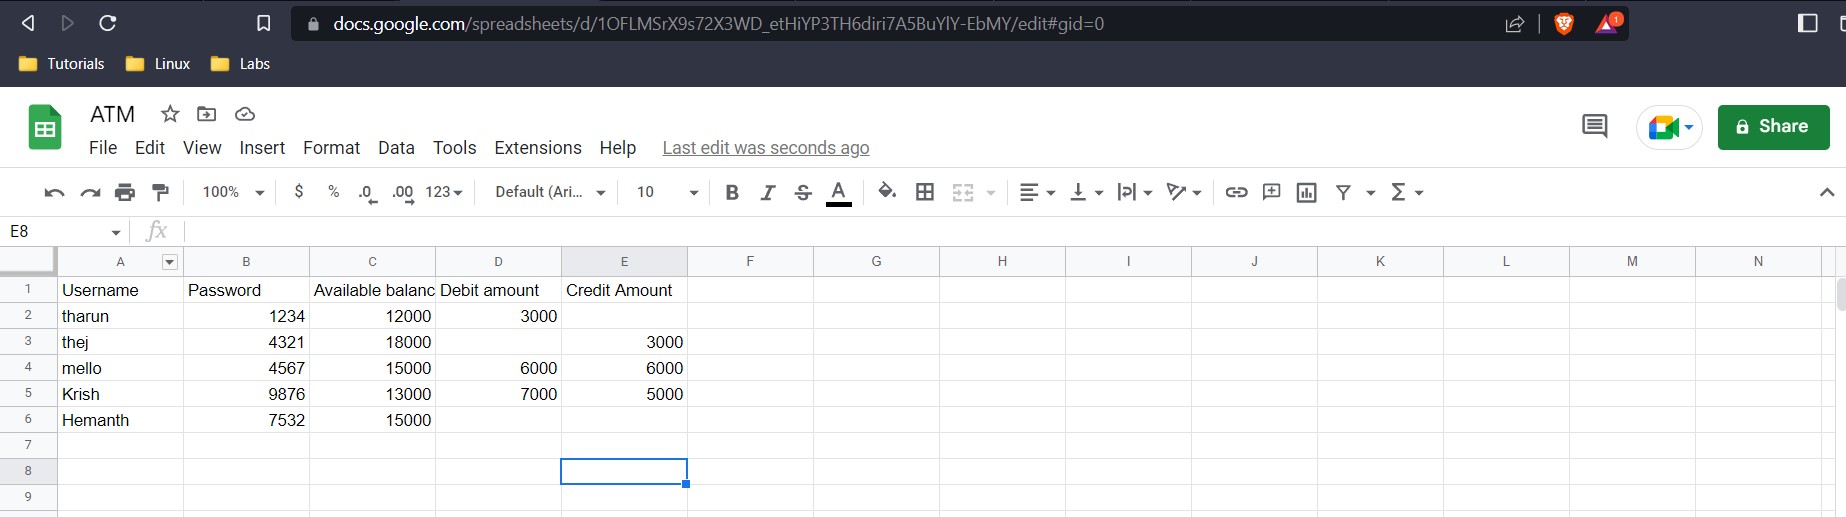 docs.google.com/spreadsheets/d/1OFLMSrX9s72X3WD_etHiYP3TH6diri7A5BuYlY-EbMY/edit#gid=0
1
Tutorials Linux Labs
ATM
File Edit View Insert Format Data Tools Extensions Help Last edit was seconds ago
Share
100% $ % .0 .00 123 Default (Ari... 10 B I S A
E8 fx
A B C D E F G H I J K L M N
1 Username Password Available balanc Debit amount Credit Amount
2 tharun 1234 12000 3000
3 thej 4321 18000 3000
4 mello 4567 15000 6000 6000
5 Krish 9876 13000 7000 5000
6 Hemanth 7532 15000
7
8
9